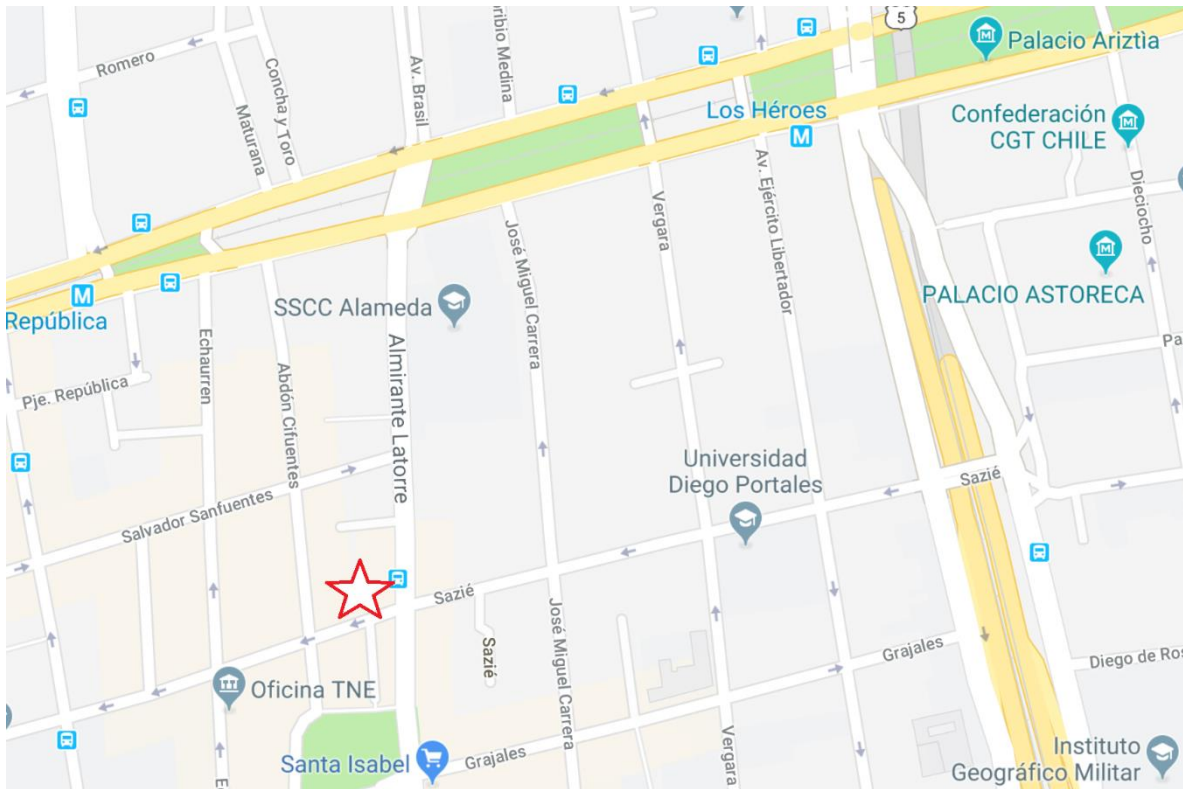 5
Palacio Ariztìa
Romero
Concha y Toro
Maturana
Av. Brasil
ribio Medina
Los Héroes
M
Confederación
CGT CHILE
Dieciocho
Av. Ejército Libertador
Vergara
José Miguel Carrera
PALACIO ASTORECA
M
República
SSCC Alameda
Echaurren
Almirante Latorre
Abdón Cifuentes
Pje. República
Pa
Universidad
Diego Portales
Sazié
Salvador Sanfuentes
Sazié
Sazié
José Miguel Carrera
Grajales
Diego de Ros
Oficina TNE
Vergara
Santa Isabel
Grajales
Instituto
Geográfico Militar
E